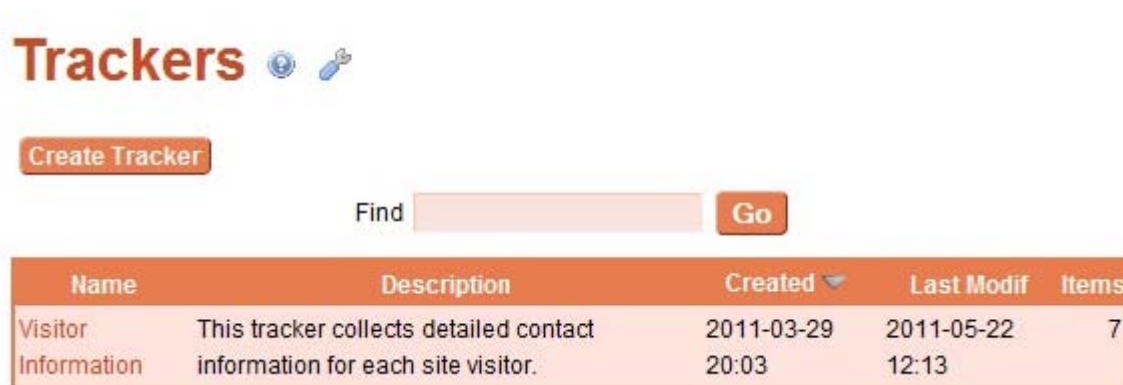 Trackers
Create Tracker
Find Go
Name Description Created Last Modif Items
Visitor This tracker collects detailed contact 2011-03-29 2011-05-22 7
Information information for each site visitor. 20:03 12:13